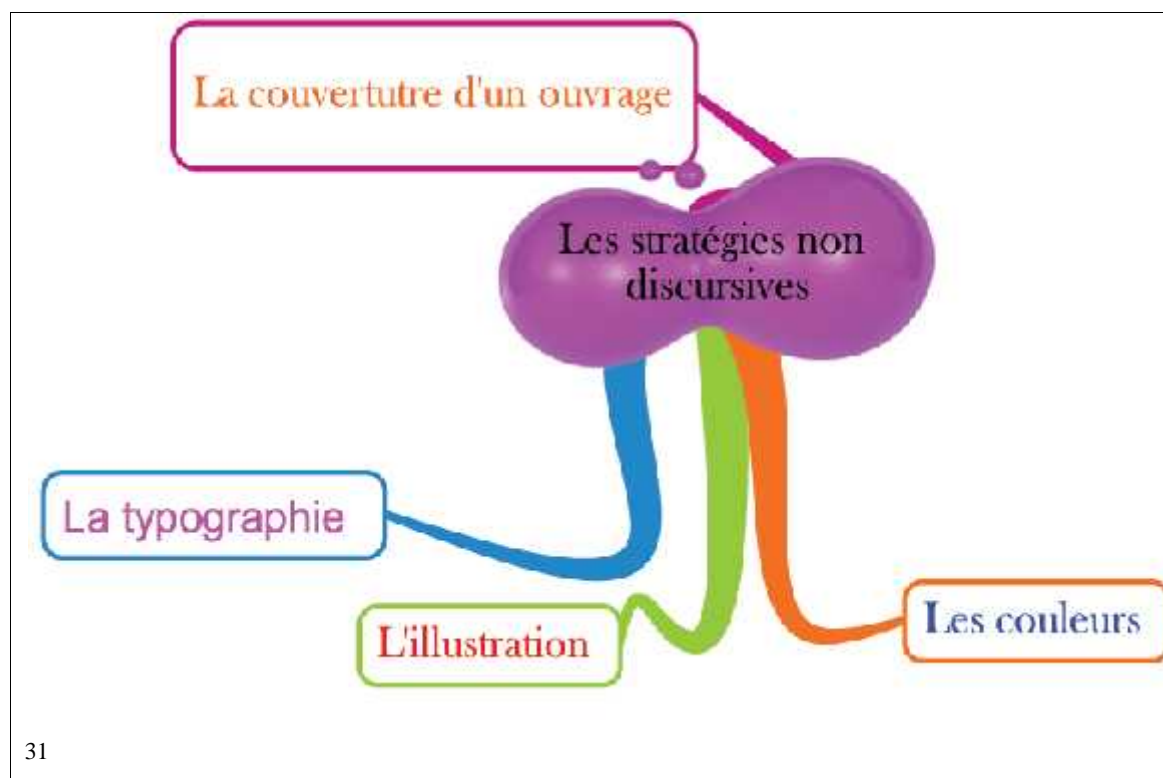 La couvertutre d'un ouvrage
Les stratégies non
discursives
La typographie
L'illustration
Les couleurs
31